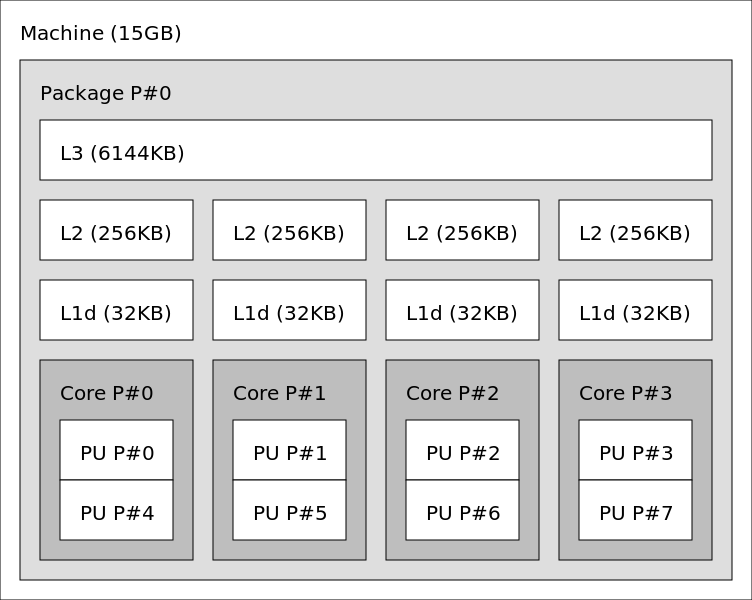 Machine (15GB)
Package P#0
L3 (6144KB)
L2 (256KB) L2 (256KB) L2 (256KB) L2 (256KB)
L1d (32KB) L1d (32KB) L1d (32KB) L1d (32KB)
Core P#0 Core P#1 Core P#2 Core P#3
PU P#0 PU P#1 PU P#2 PU P#3
PU P#4 PU P#5 PU P#6 PU P#7